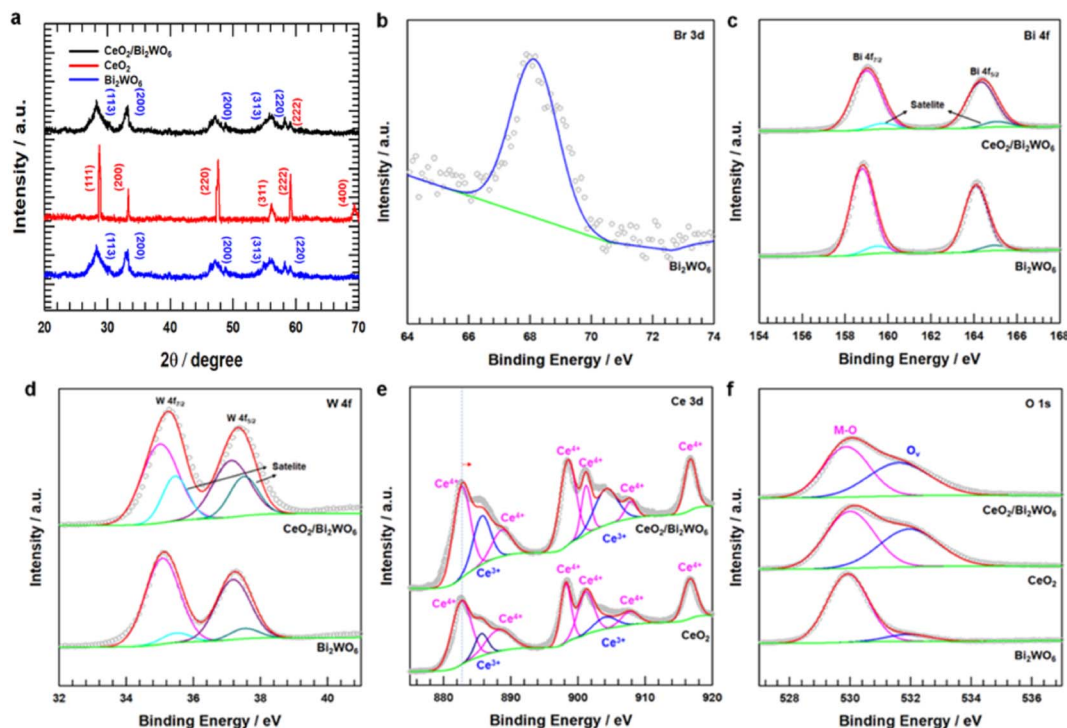 a
CeO₂/Bi₂WO₆
CeO₂
Bi₂WO₆
(113)
(200)
(200)
(313)
(220)
(222)
(111)
(200)
(220)
(311)
(222)
(400)
(113)
(200)
(200)
(313)
(220)
Intensity / a.u.
20 30 40 50 60 70
2θ / degree
b
Br 3d
Intensity / a.u.
Bi₂WO₆
64 66 68 70 72 74
Binding Energy / eV
c
Bi 4f
Bi 4f₇/₂
Bi 4f₅/₂
Satelite
CeO₂/Bi₂WO₆
Bi₂WO₆
Intensity / a.u.
154 156 158 160 162 164 166 168
Binding Energy / eV
d
W 4f
W 4f₇/₂
W 4f₅/₂
Satelite
CeO₂/Bi₂WO₆
Bi₂WO₆
Intensity / a.u.
32 34 36 38 40
Binding Energy / eV
e
Ce 3d
Ce⁴⁺
Ce⁴⁺
Ce⁴⁺
Ce⁴⁺
Ce⁴⁺
Ce⁴⁺
CeO₂/Bi₂WO₆
Ce³⁺
Ce³⁺
Ce⁴⁺
Ce⁴⁺
Ce⁴⁺
Ce⁴⁺
Ce⁴⁺
Ce⁴⁺
Ce³⁺
Ce³⁺
CeO₂
Intensity / a.u.
880 890 900 910 920
Binding Energy / eV
f
O 1s
M-O
Oᵥ
CeO₂/Bi₂WO₆
CeO₂
Bi₂WO₆
Intensity / a.u.
528 530 532 534 536
Binding Energy / eV